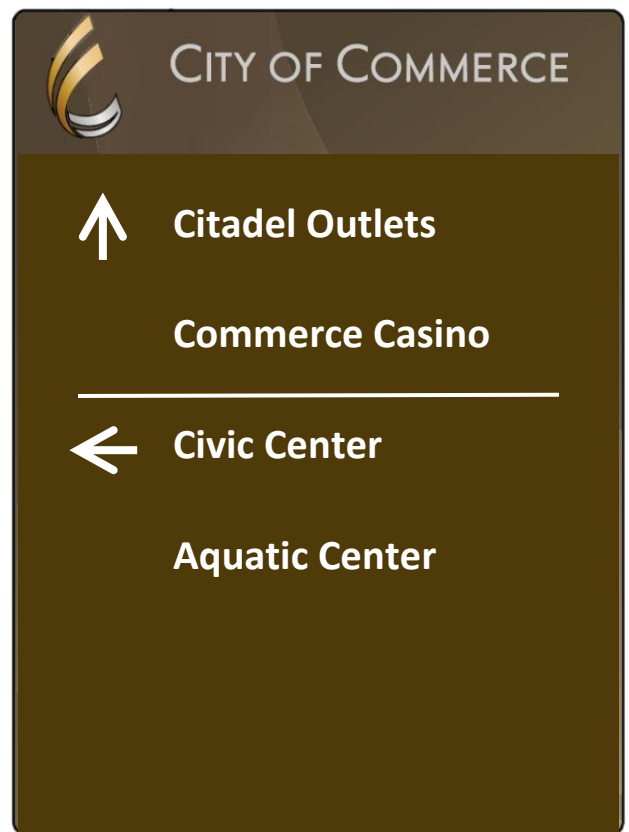 CITY OF COMMERCE
Citadel Outlets
Commerce Casino
Civic Center
Aquatic Center